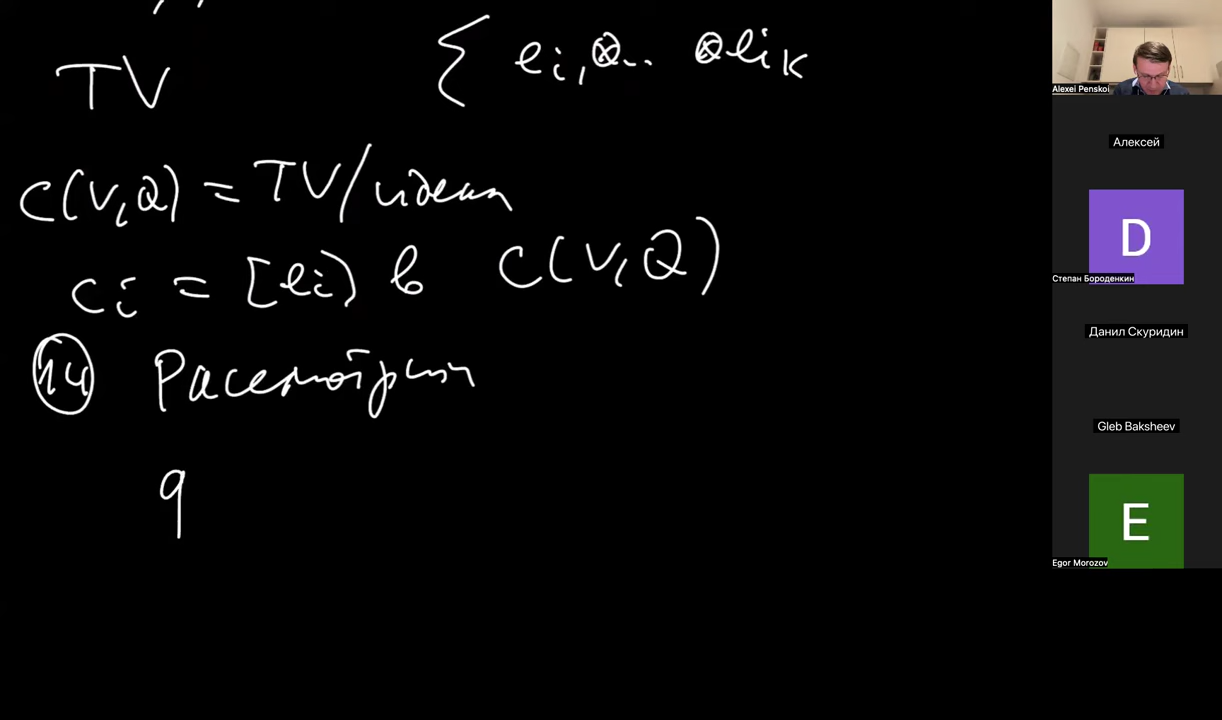 TV { ei₁⊗.. ⊗eik
C(V,Q) = TV/идеал
ci = [ei] в C(V,Q)
14 Рассмотрим
q
Alexei Penskoi
Алексей
D
Степан Бороденкин
Данил Скуридин
Gleb Baksheev
E
Egor Morozov